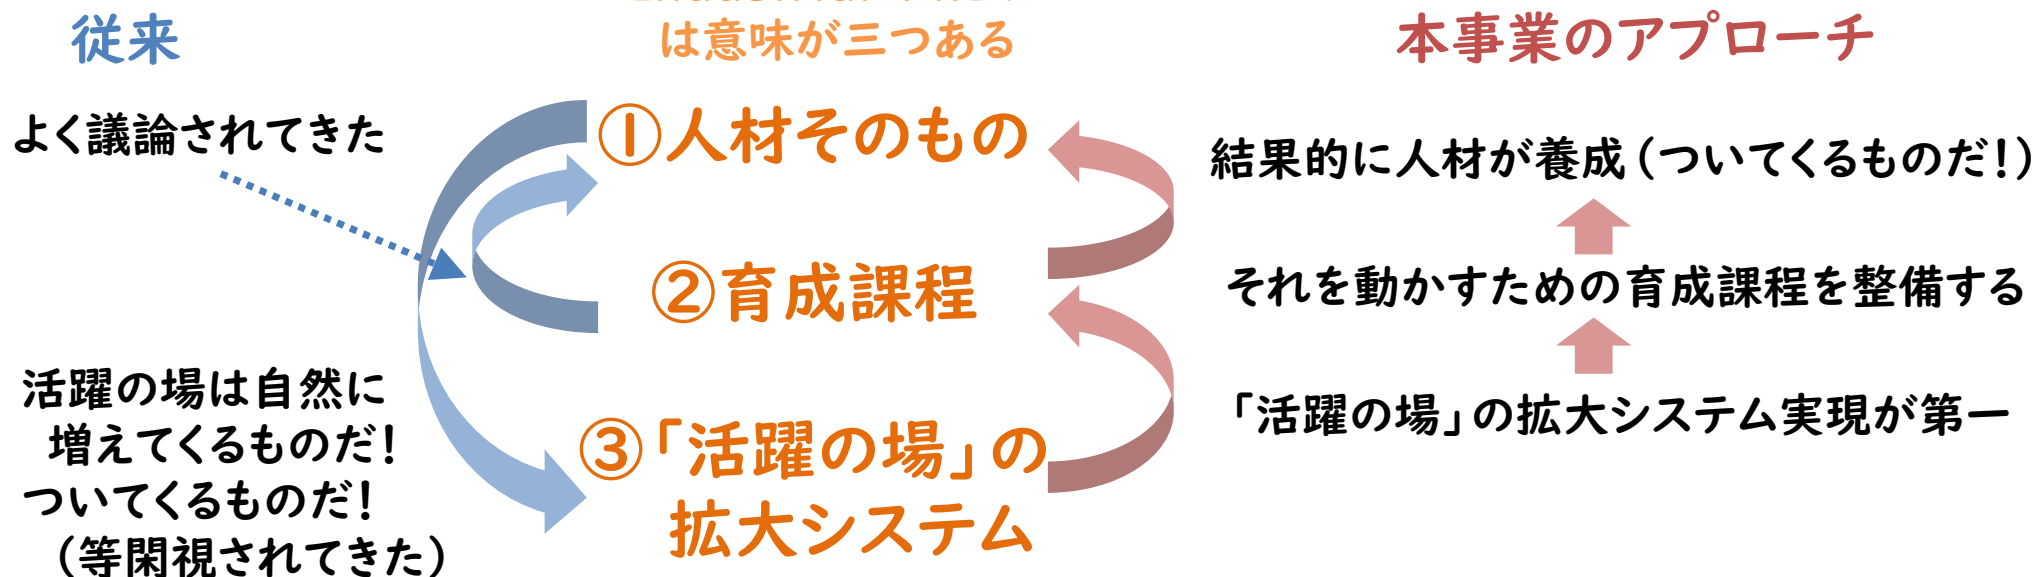 従来
よく議論されてきた
活躍の場は自然に
増えてくるものだ！
ついてくるものだ！
（等閑視されてきた）
は意味が三つある
①人材そのもの
②育成課程
③「活躍の場」の
拡大システム
本事業のアプローチ
結果的に人材が養成（ついてくるものだ！）
それを動かすための育成課程を整備する
「活躍の場」の拡大システム実現が第一